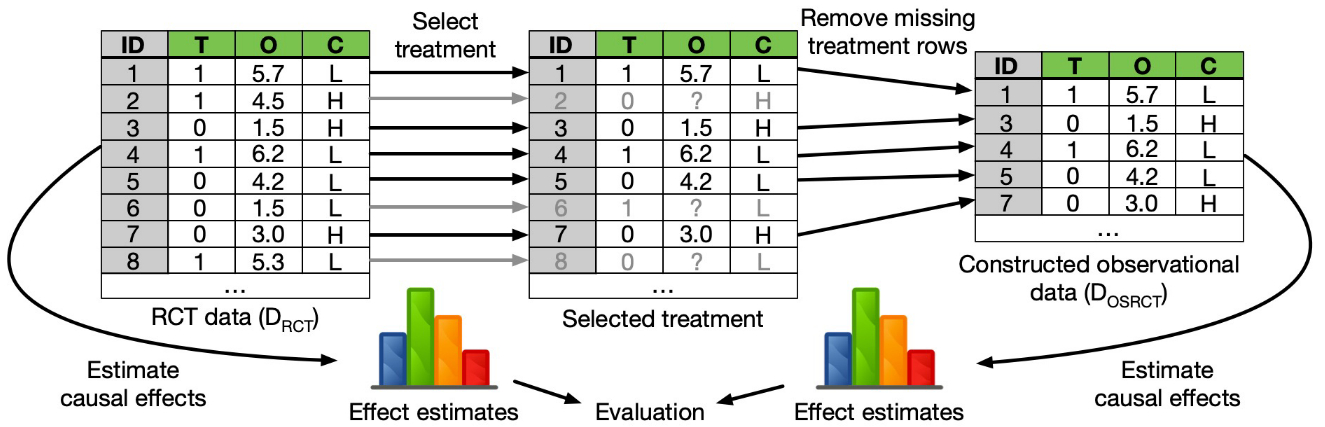 Select
treatment
Remove missing
treatment rows
ID T O C
1 1 5.7 L
2 1 4.5 H
3 0 1.5 H
4 1 6.2 L
5 0 4.2 L
6 0 1.5 L
7 0 3.0 H
8 1 5.3 L
...
RCT data (DRCT)
ID T O C
1 1 5.7 L
2 0 ? H
3 0 1.5 H
4 1 6.2 L
5 0 4.2 L
6 1 ? L
7 0 3.0 H
8 0 ? L
...
Selected treatment
ID T O C
1 1 5.7 L
3 0 1.5 H
4 1 6.2 L
5 0 4.2 L
7 0 3.0 H
...
Constructed observational
data (DOSRCT)
Estimate
causal effects
Effect estimates
Evaluation
Effect estimates
Estimate
causal effects